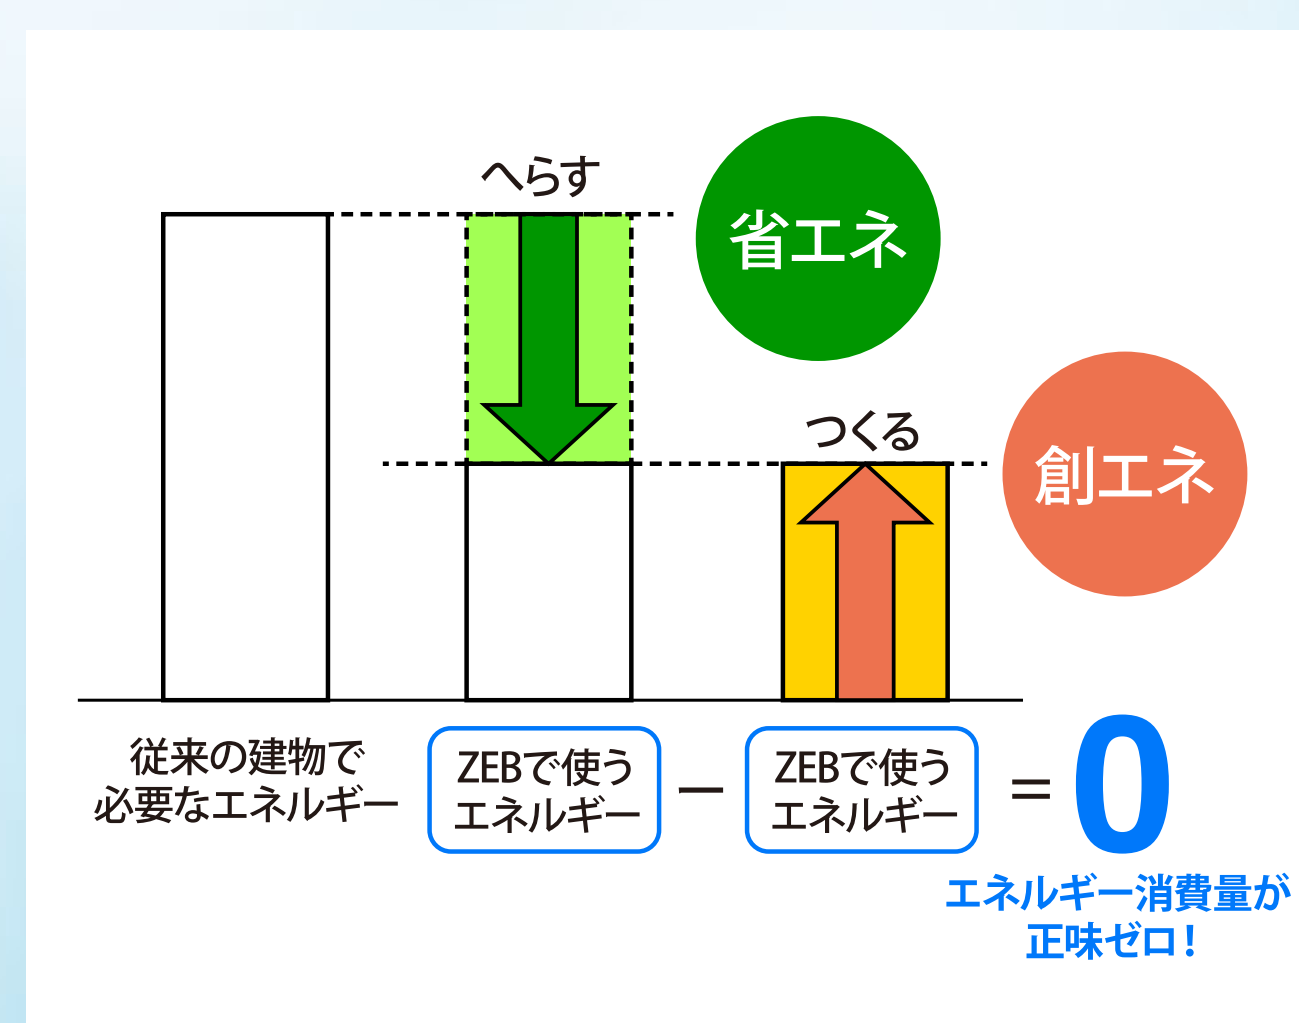 へらす
省エネ
つくる
創エネ
従来の建物で
必要なエネルギー
ZEBで使う
エネルギー
−
ZEBで使う
エネルギー
=
0
エネルギー消費量が
正味ゼロ！